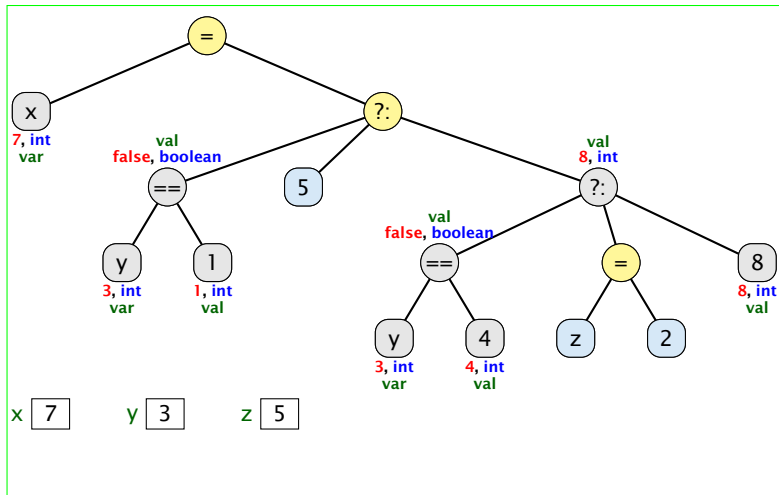 =
x
7, int
var
?:
val
false, boolean
==
5
val
8, int
?:
y
3, int
var
1
1, int
val
val
false, boolean
==
=
8
8, int
val
y
3, int
var
4
4, int
val
z
2
x 7
y 3
z 5